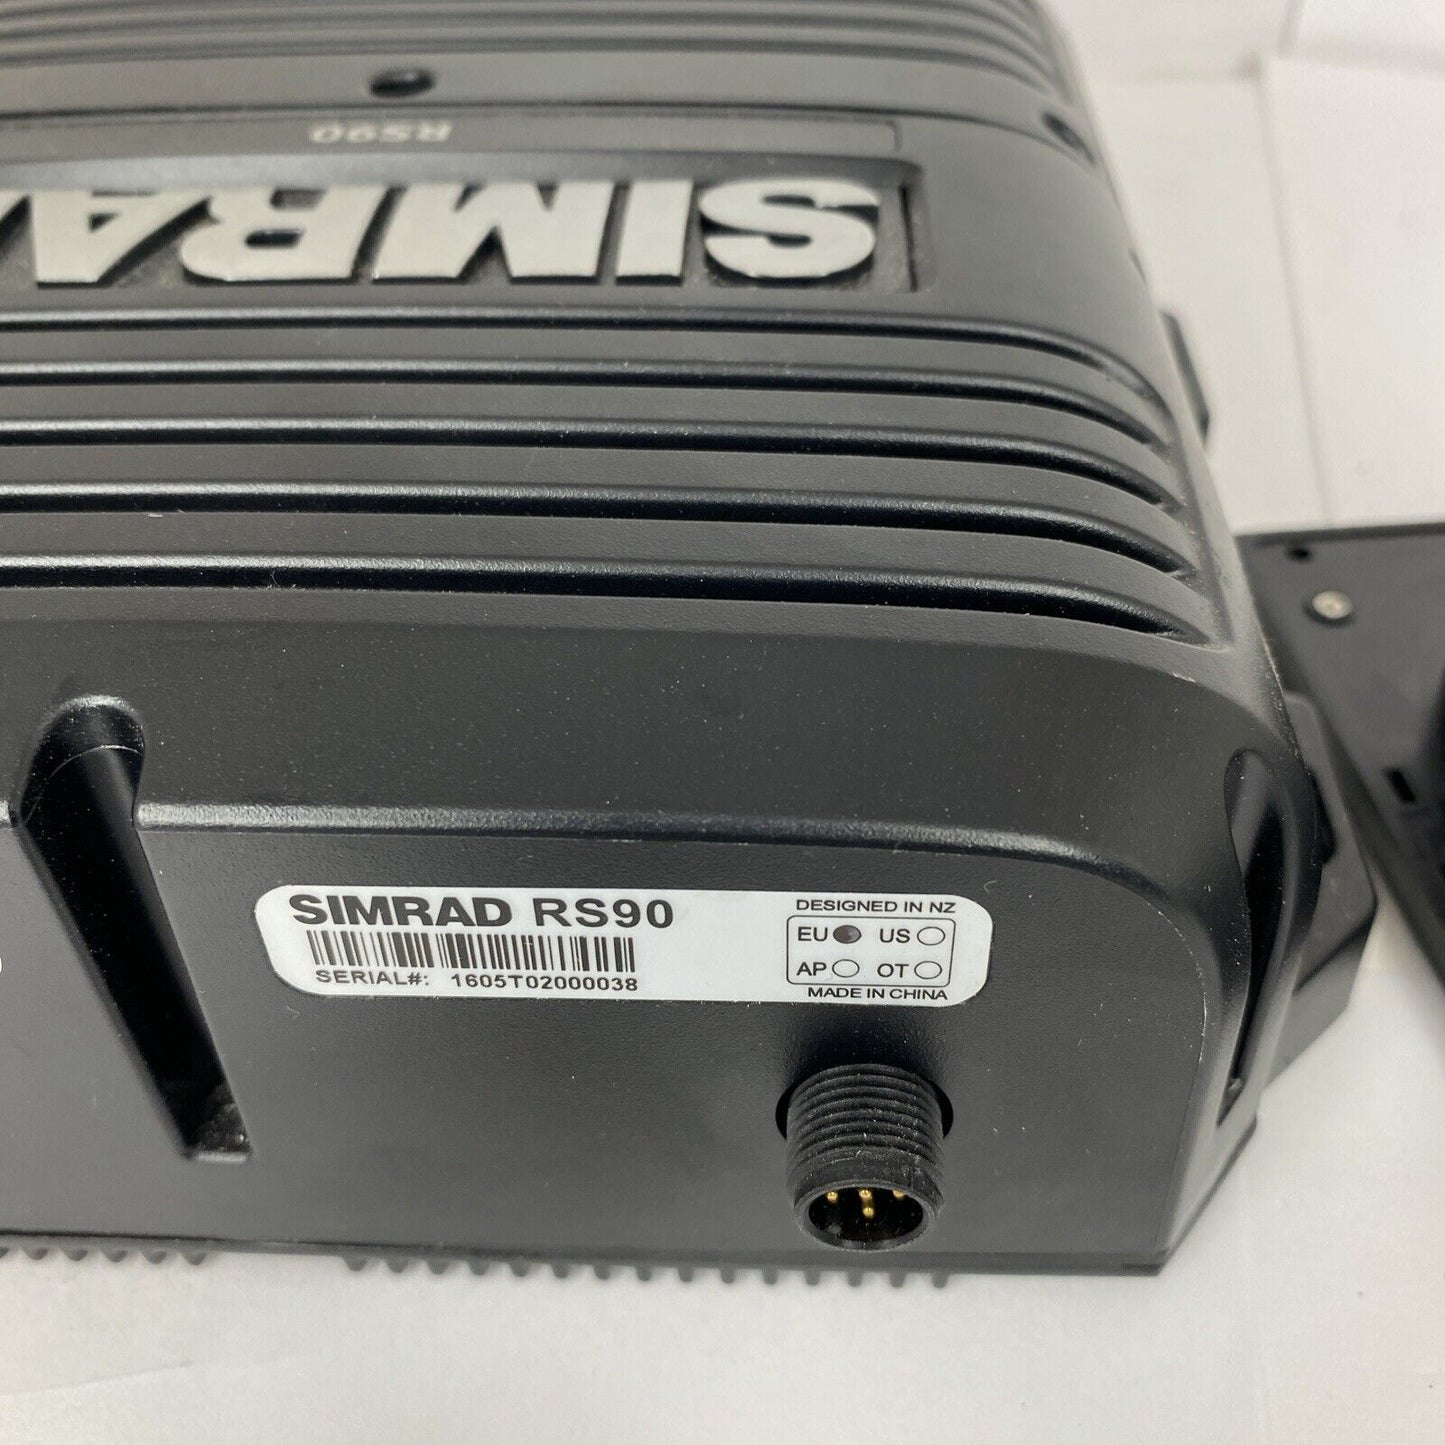 RS90
SIMRA
SIMRAD RS90
SERIAL#: 1605T02000038
DESIGNED IN NZ
EU US
AP OT
MADE IN CHINA